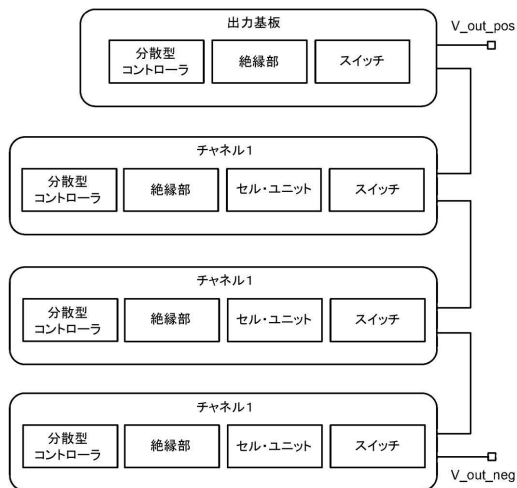 出力基板
V_out_pos
分散型
コントローラ
絶縁部
スイッチ
チャネル1
分散型
コントローラ
絶縁部
セル・ユニット
スイッチ
チャネル1
分散型
コントローラ
絶縁部
セル・ユニット
スイッチ
チャネル1
分散型
コントローラ
絶縁部
セル・ユニット
スイッチ
V_out_neg